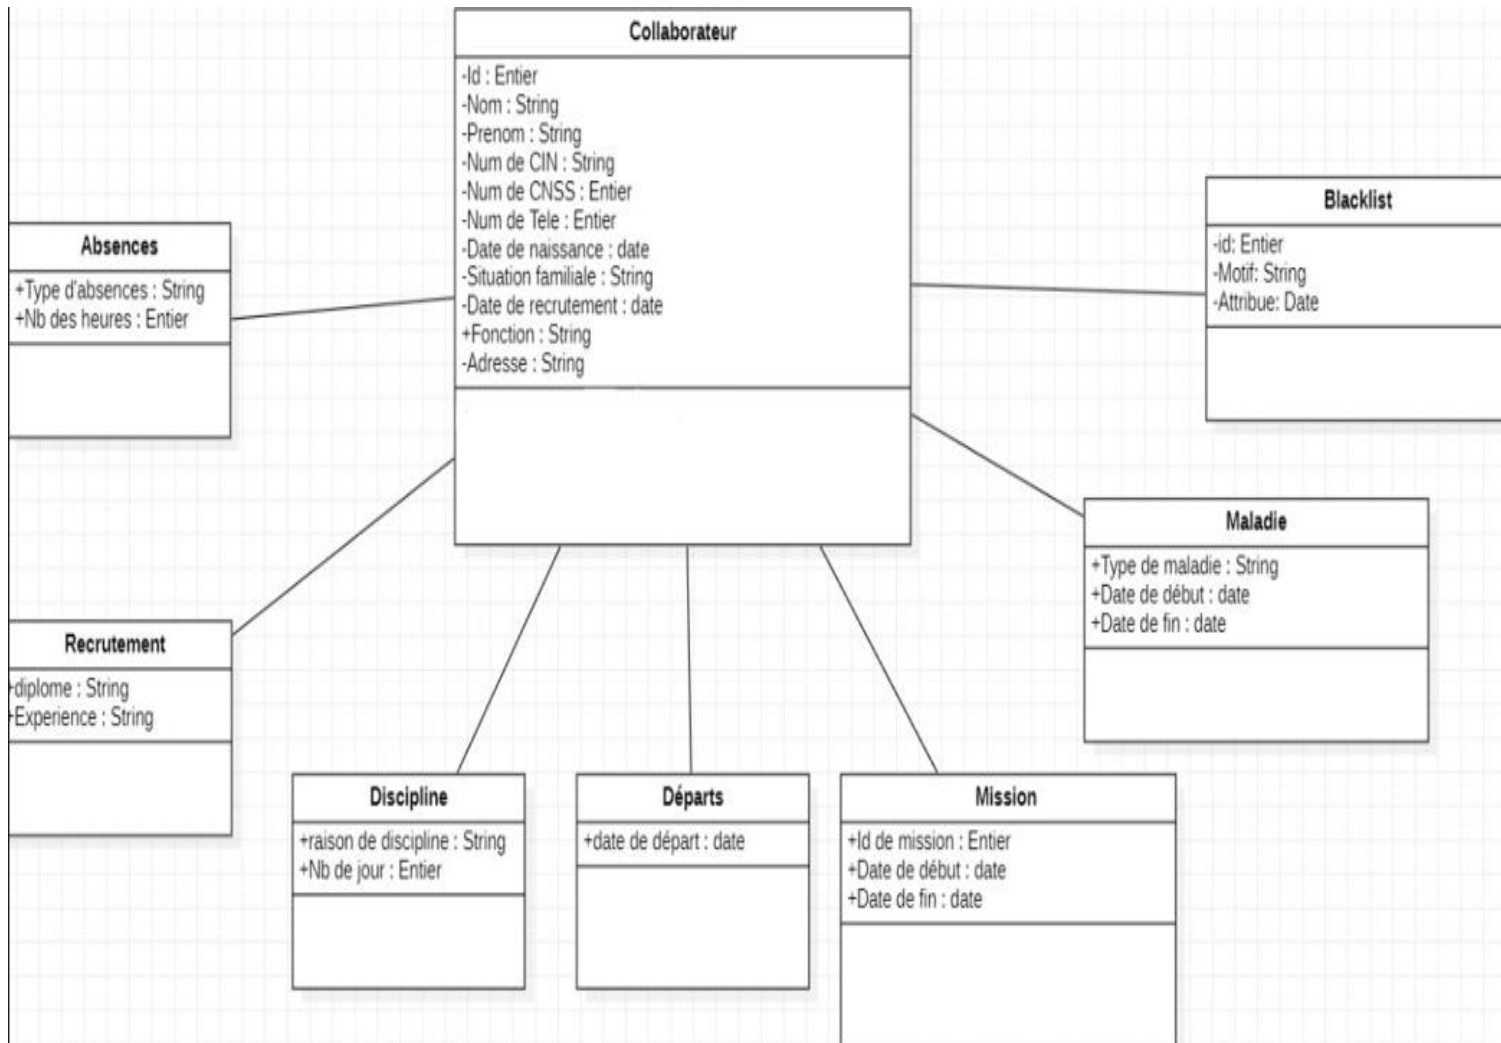 Collaborateur
-Id : Entier
-Nom : String
-Prenom : String
-Num de CIN : String
-Num de CNSS : Entier
-Num de Tele : Entier
-Date de naissance : date
-Situation familiale : String
-Date de recrutement : date
+Fonction : String
-Adresse : String
Blacklist
-id: Entier
-Motif: String
-Attribue: Date
Absences
+Type d'absences : String
+Nb des heures : Entier
Maladie
+Type de maladie : String
+Date de début : date
+Date de fin : date
Recrutement
+diplome : String
+Experience : String
Discipline
+raison de discipline : String
+Nb de jour : Entier
Départs
+date de départ : date
Mission
+Id de mission : Entier
+Date de début : date
+Date de fin : date